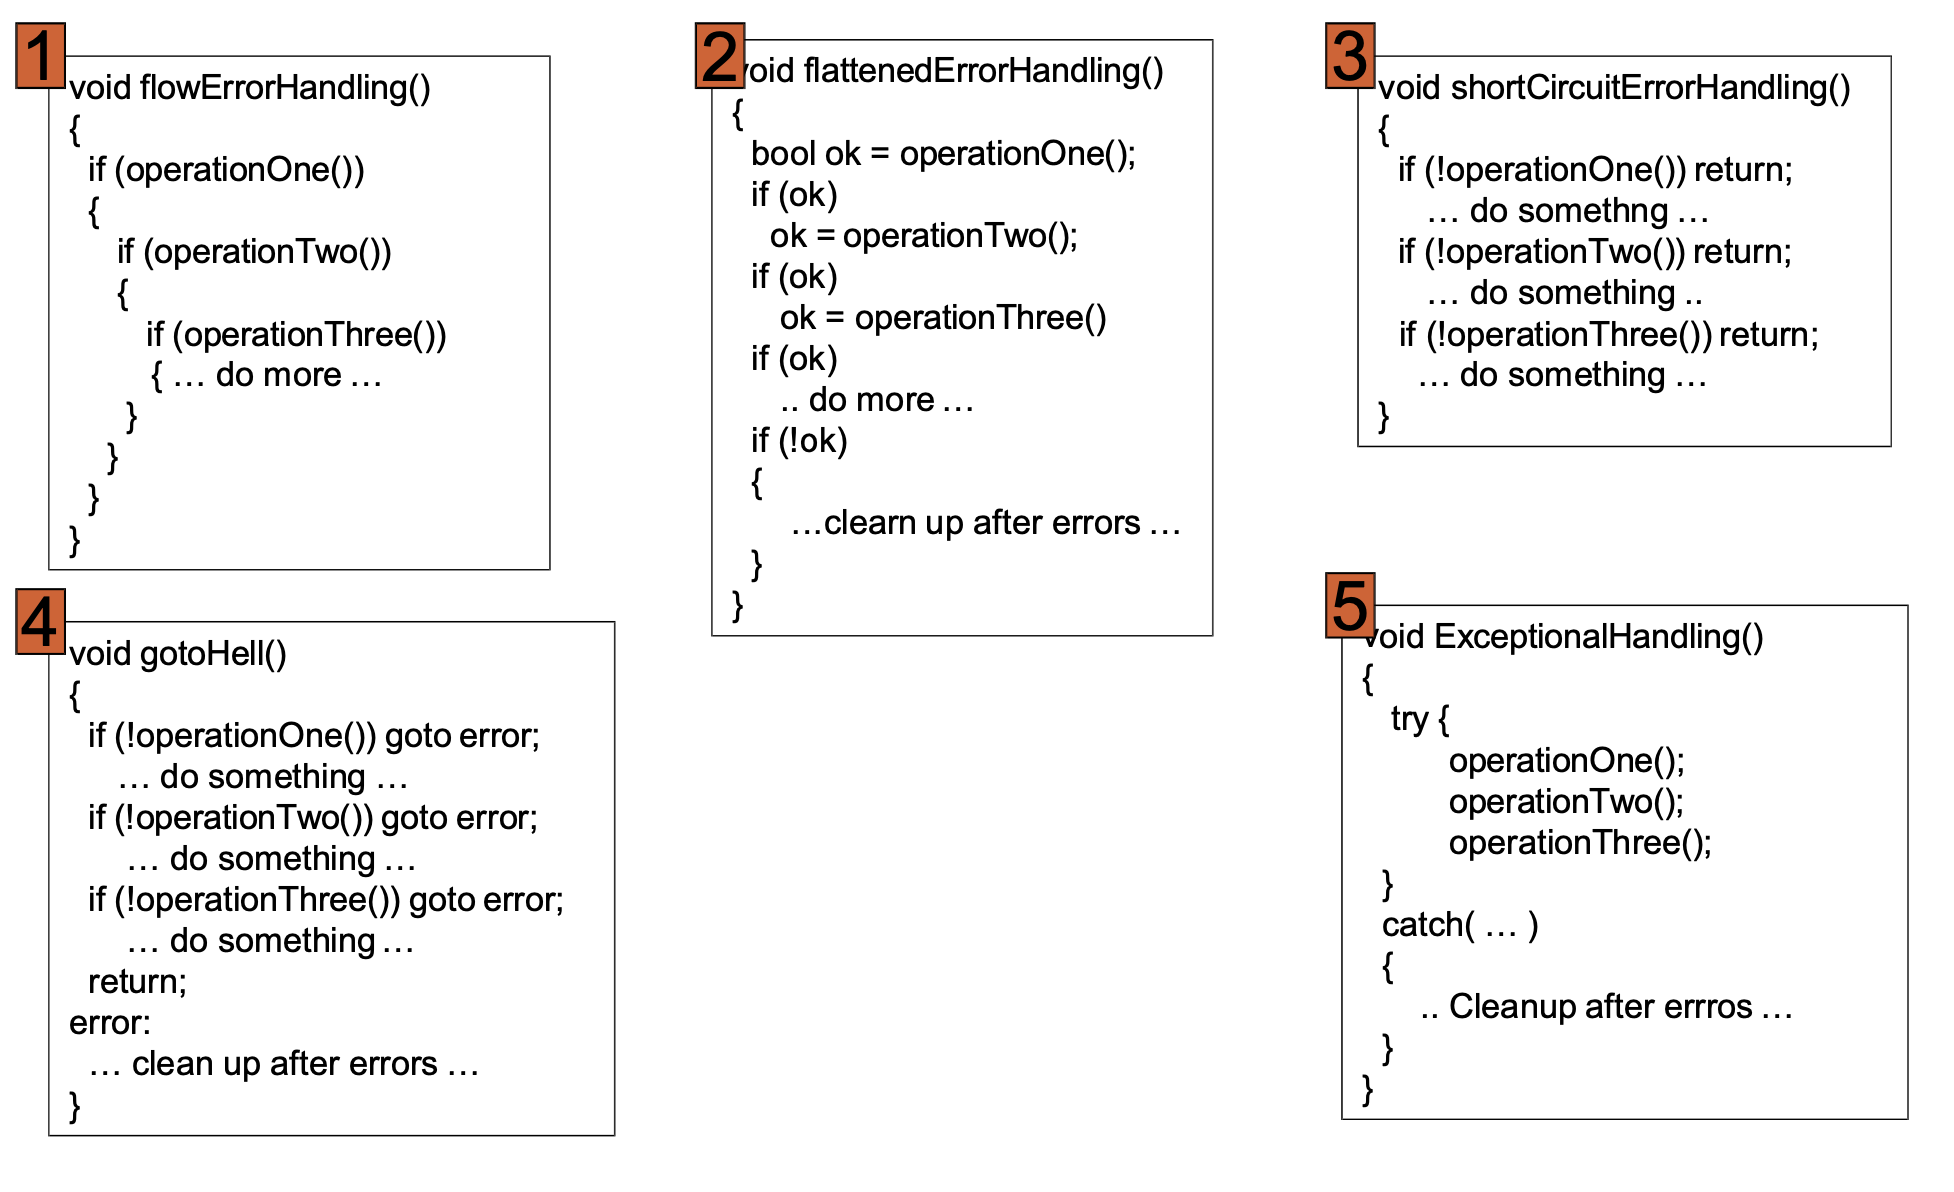 1
void flowErrorHandling()
{
if (operationOne())
{
if (operationTwo())
{
if (operationThree())
{ … do more …
}
}
}
}
2
void flattenedErrorHandling()
{
bool ok = operationOne();
if (ok)
ok = operationTwo();
if (ok)
ok = operationThree()
if (ok)
.. do more …
if (!ok)
{
…clearn up after errors …
}
}
3
void shortCircuitErrorHandling()
{
if (!operationOne()) return;
… do somethng …
if (!operationTwo()) return;
… do something ..
if (!operationThree()) return;
… do something …
}
4
void gotoHell()
{
if (!operationOne()) goto error;
… do something …
if (!operationTwo()) goto error;
… do something …
if (!operationThree()) goto error;
… do something …
return;
error:
… clean up after errors …
}
5
void ExceptionalHandling()
{
try {
operationOne();
operationTwo();
operationThree();
}
catch( … )
{
.. Cleanup after errros …
}
}